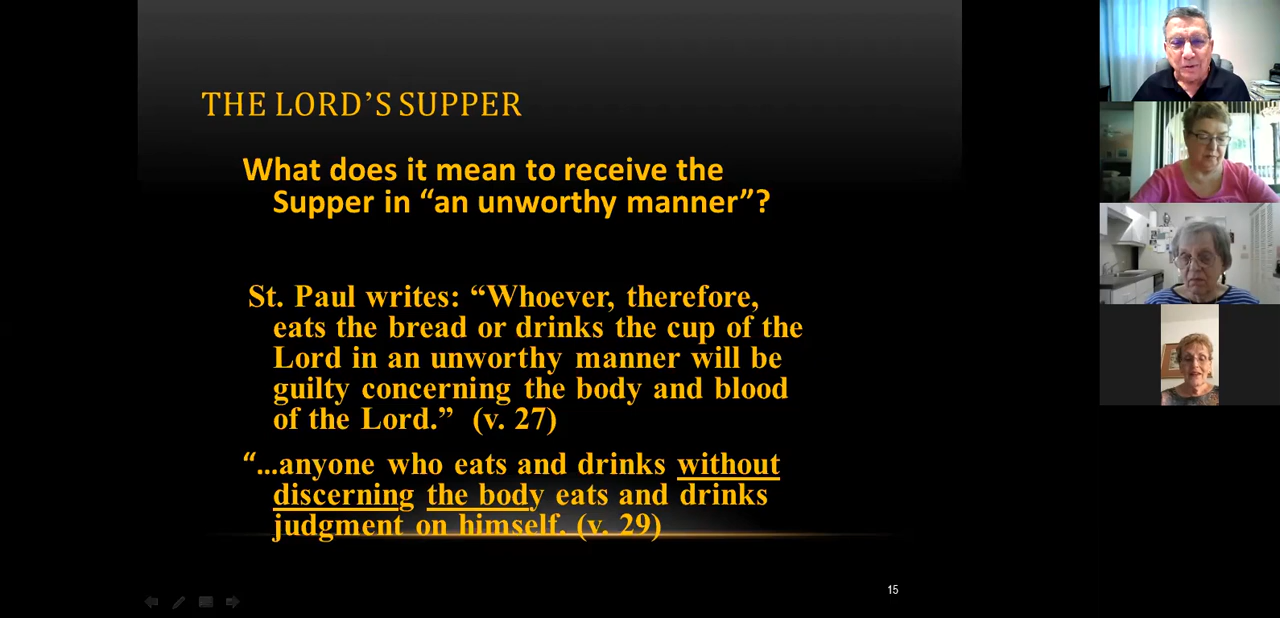 THE LORD’S SUPPER
What does it mean to receive the
Supper in “an unworthy manner”?
St. Paul writes: “Whoever, therefore,
eats the bread or drinks the cup of the
Lord in an unworthy manner will be
guilty concerning the body and blood
of the Lord.” (v. 27)
“…anyone who eats and drinks without
discerning the body eats and drinks
judgment on himself. (v. 29)
15